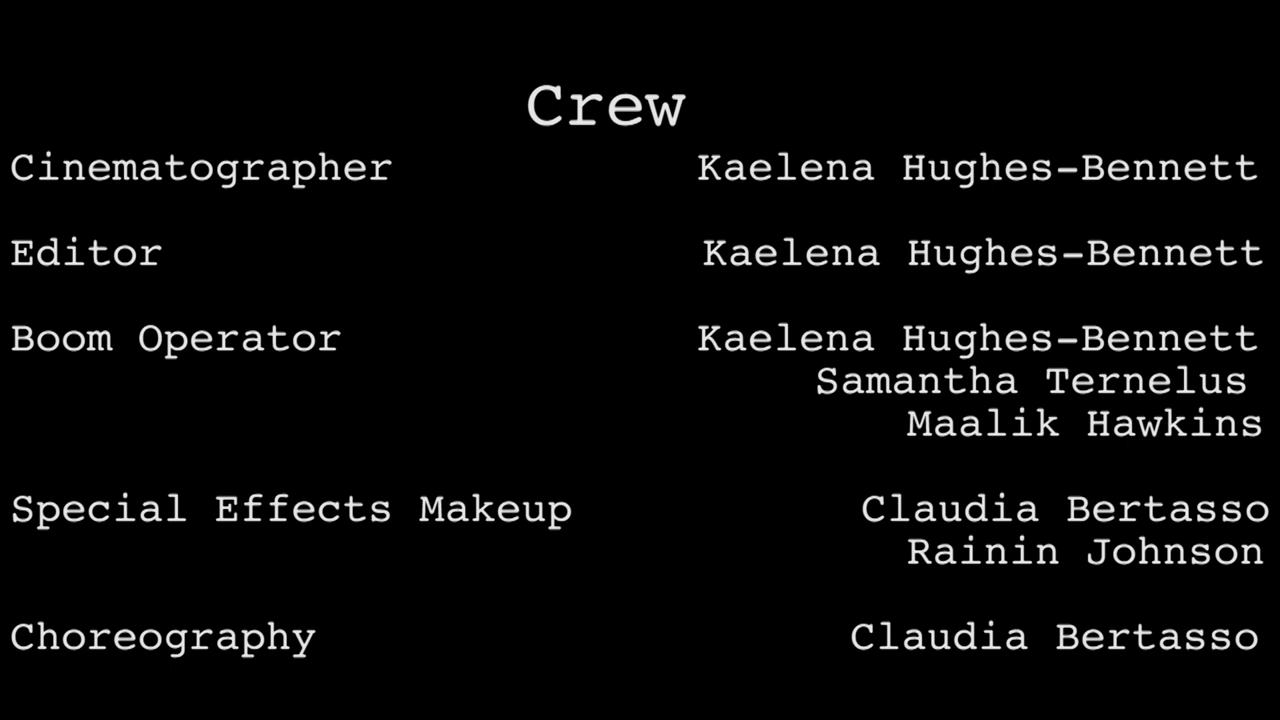 Crew
Cinematographer Kaelena Hughes-Bennett
Editor Kaelena Hughes-Bennett
Boom Operator Kaelena Hughes-Bennett
Samantha Ternelus
Maalik Hawkins
Special Effects Makeup Claudia Bertasso
Rainin Johnson
Choreography Claudia Bertasso